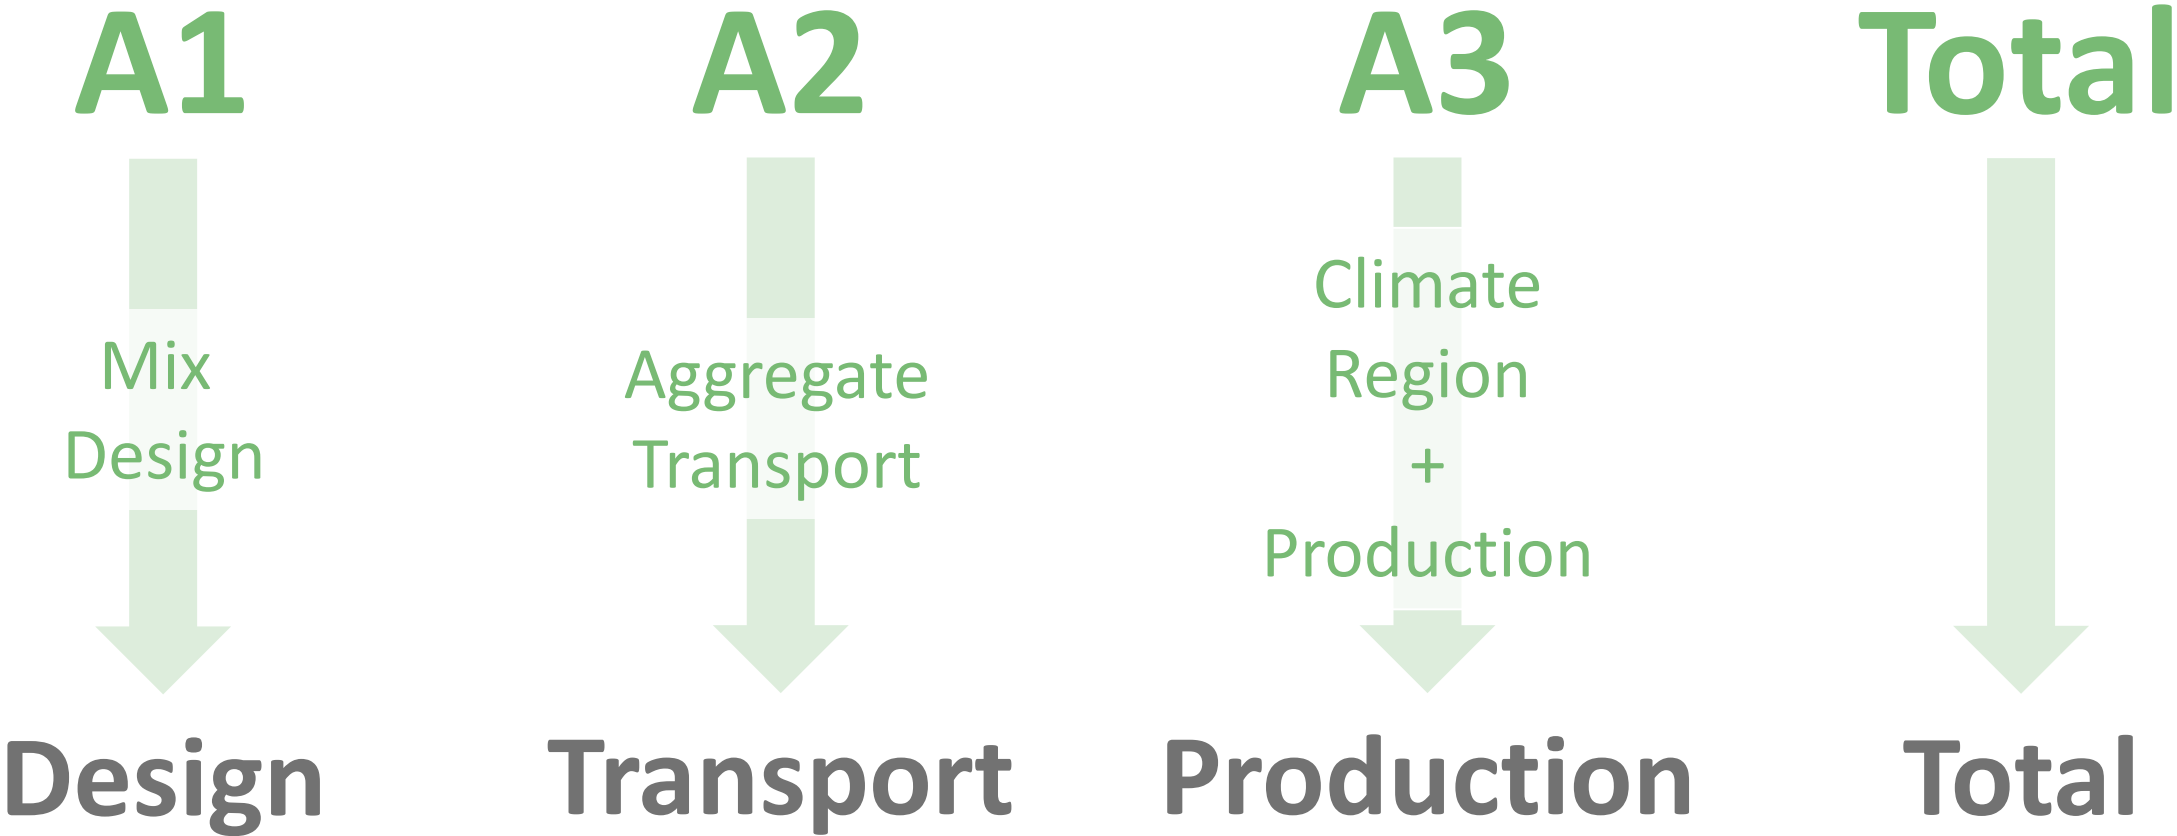 A1
A2
A3
Total
Mix
Design
Aggregate
Transport
Climate
Region
+
Production
Design
Transport
Production
Total